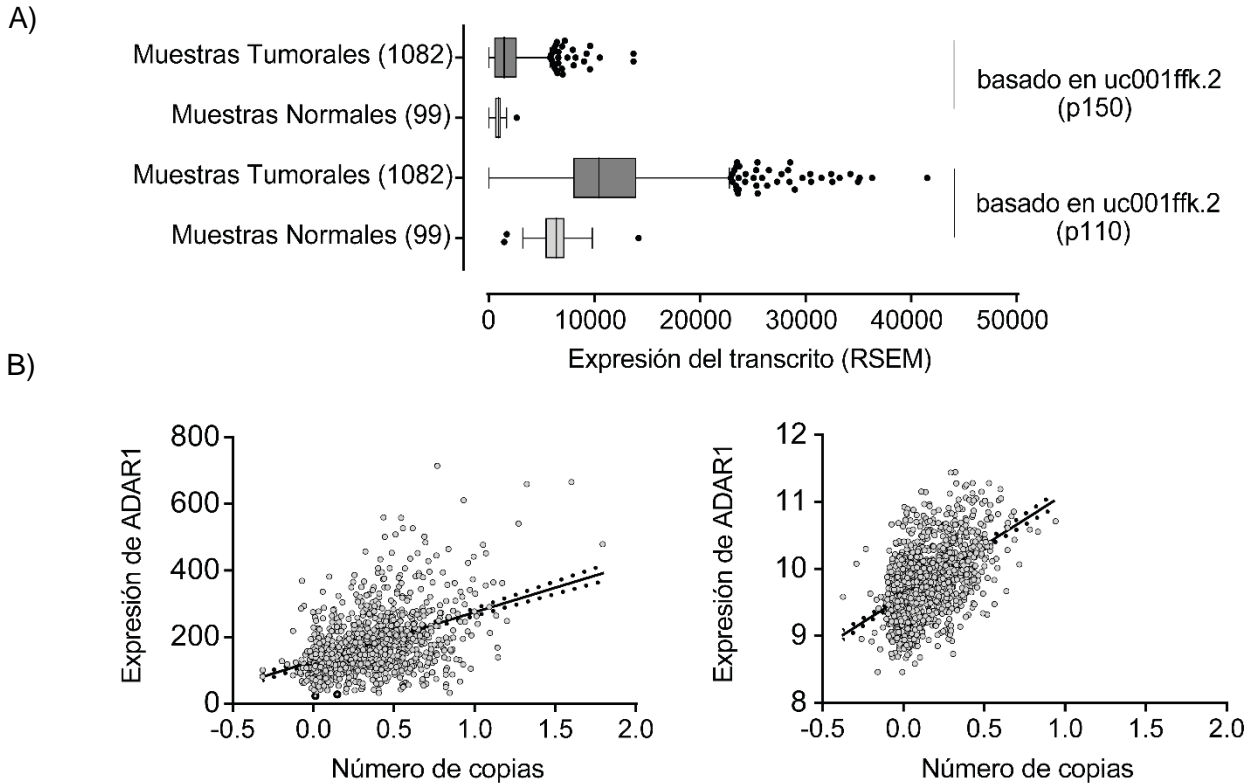 A)
Muestras Tumorales (1082)
Muestras Normales (99)
basado en uc001ffk.2
(p150)
Muestras Tumorales (1082)
Muestras Normales (99)
basado en uc001ffk.2
(p110)
0 10000 20000 30000 40000 50000
Expresión del transcrito (RSEM)
B)
Expresión de ADAR1
800
600
400
200
0
-0.5 0.0 0.5 1.0 1.5 2.0
Número de copias
Expresión de ADAR1
12
11
10
9
8
-0.5 0.0 0.5 1.0 1.5 2.0
Número de copias